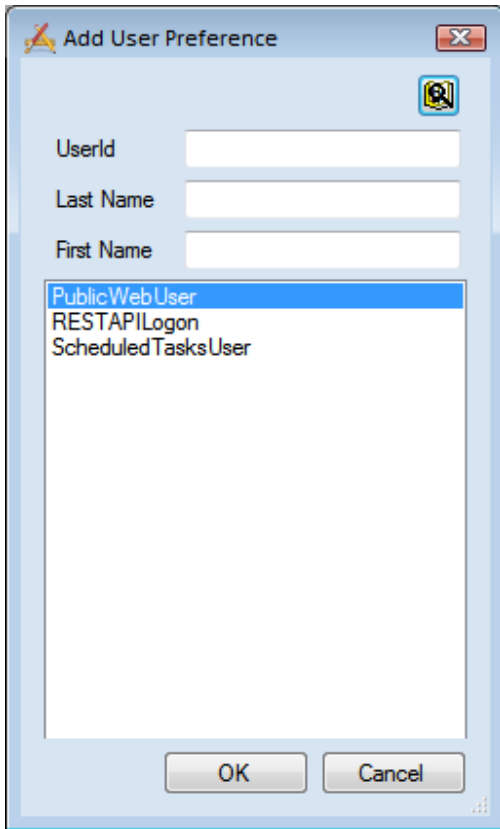 Add User Preference
UserId
Last Name
First Name
PublicWebUser
RESTAPILogon
ScheduledTasksUser
OK Cancel